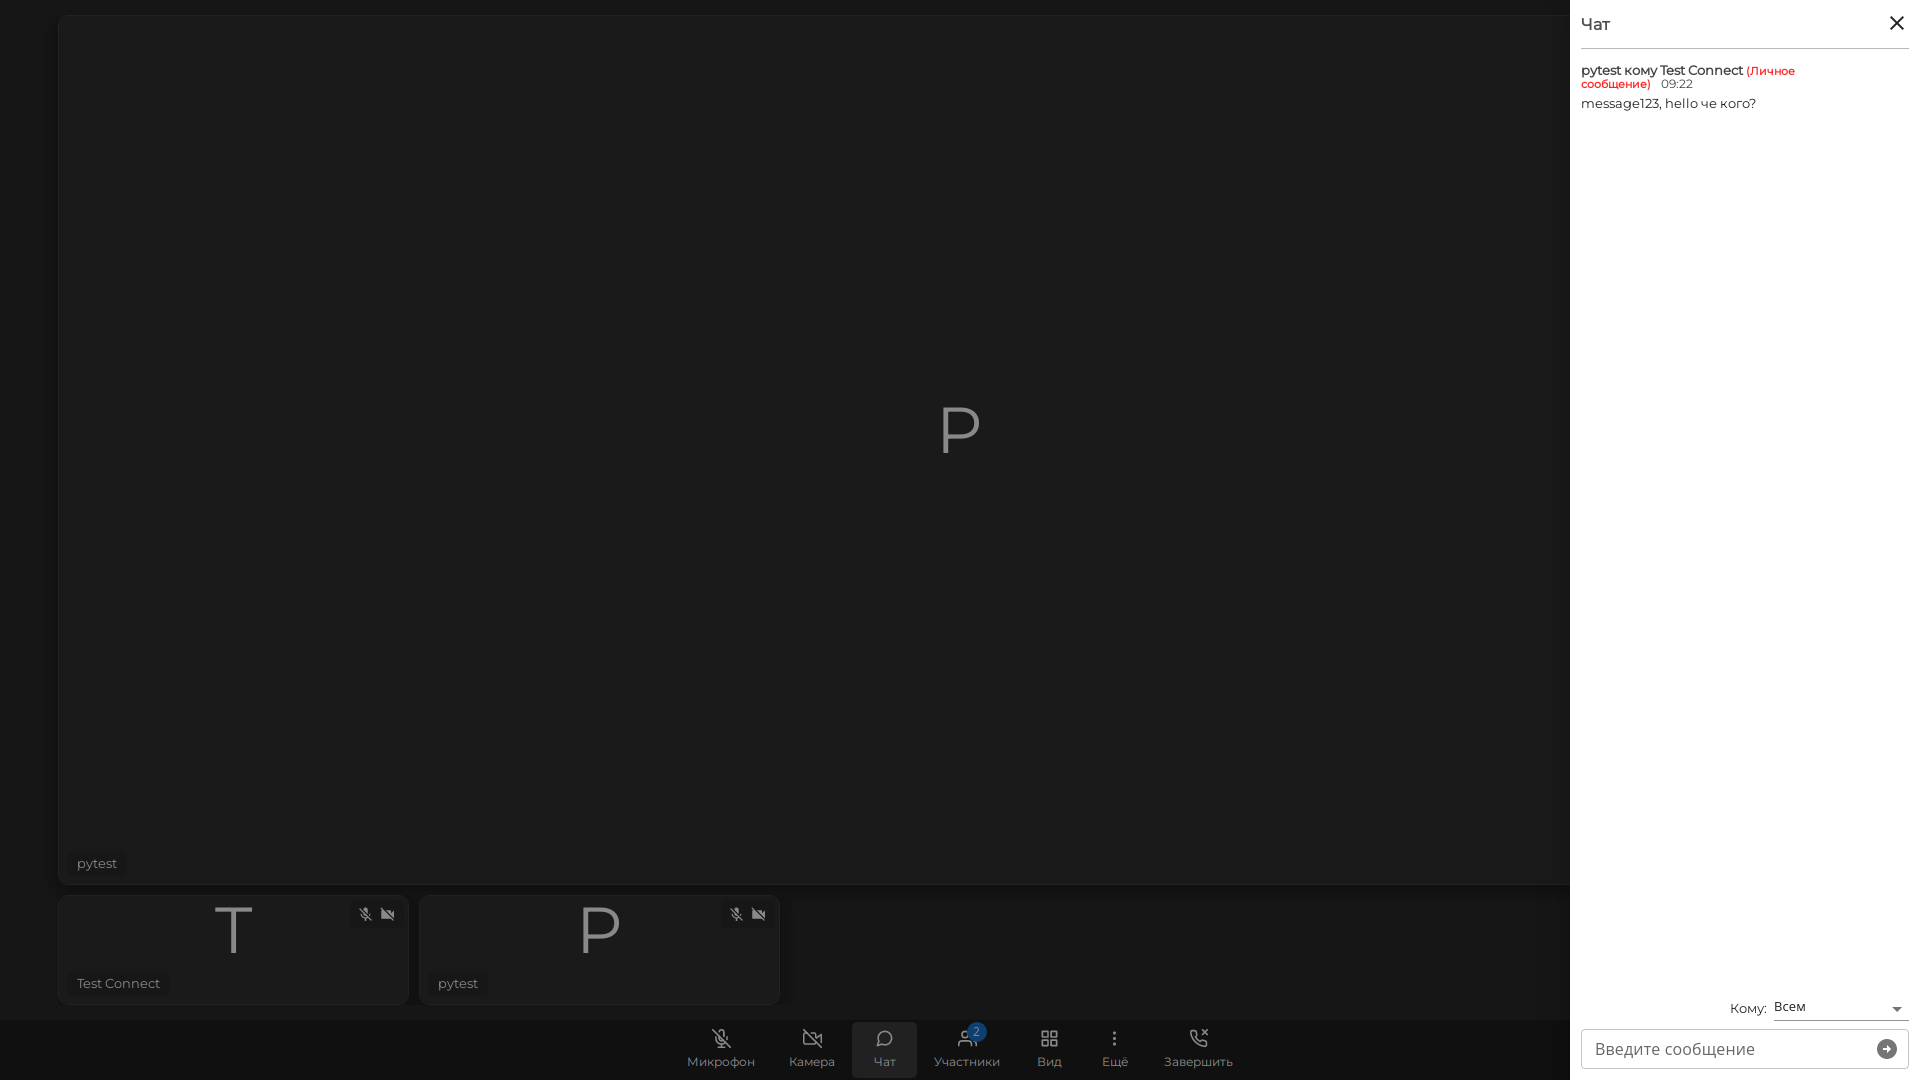 Чат
pytest кому Test Connect (Личное
сообщение) 09:22
message123, hello че кого?
P
pytest
T
Test Connect
P
pytest
Кому: Всем
Введите сообщение
2
Микрофон Камера Чат Участники Вид Ещё Завершить